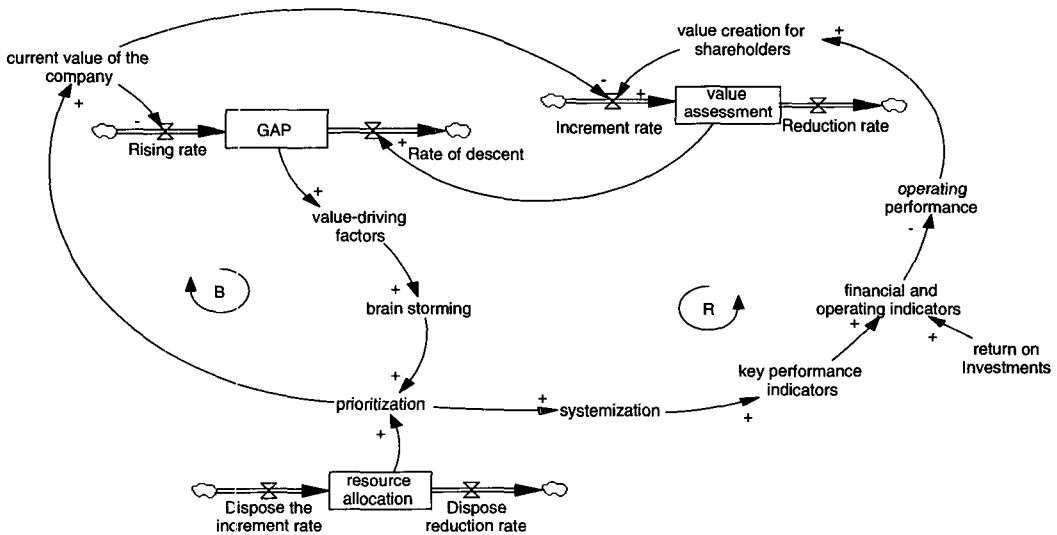 value creation for
shareholders
+
current value of the
company
+
-
+
value
assessment
Increment rate
Reduction rate
-
GAP
+
Rising rate
Rate of descent
+
value-driving
factors
operating
performance
-
B
+
brain storming
R
financial and
operating indicators
+
+
return on
Investments
key performance
indicators
+
+
prioritization
+
systemization
+
resource
allocation
Dispose the
increment rate
Dispose
reduction rate